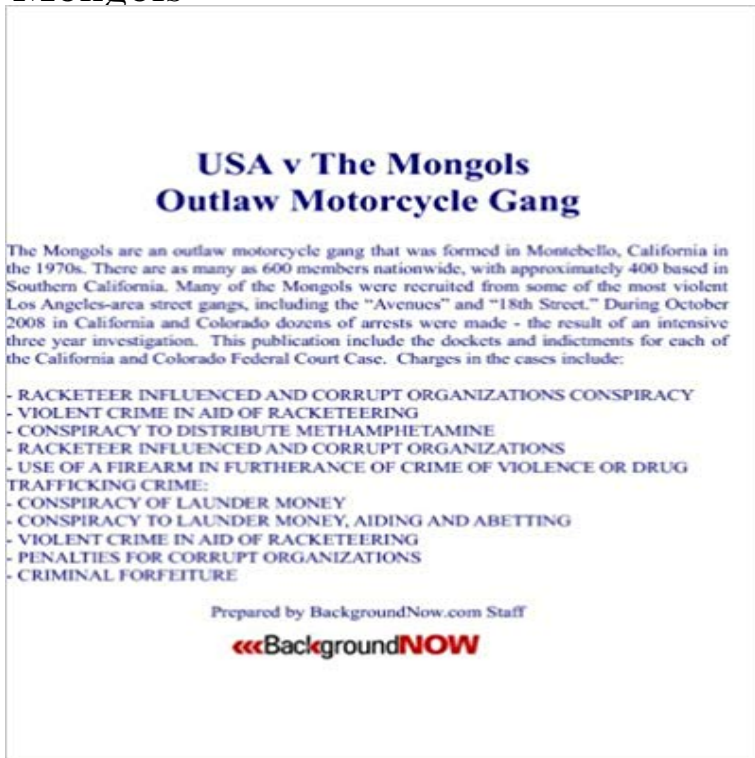 Mongols
USA v The Mongols
Outlaw Motorcycle Gang
The Mongols are an outlaw motorcycle gang that was formed in Montebello, California in
the 1970s. There are as many as 600 members nationwide, with approximately 400 based in
Southern California. Many of the Mongols were recruited from some of the most violent
Los Angeles-area street gangs, including the “Avenues” and “18th Street.” During October
2008 in California and Colorado dozens of arrests were made - the result of an intensive
three year investigation. This publication include the dockets and indictments for each of
the California and Colorado Federal Court Case. Charges in the cases include:
- RACKETEER INFLUENCED AND CORRUPT ORGANIZATIONS CONSPIRACY
- VIOLENT CRIME IN AID OF RACKETEERING
- CONSPIRACY TO DISTRIBUTE METHAMPHETAMINE
- RACKETEER INFLUENCED AND CORRUPT ORGANIZATIONS
- USE OF A FIREARM IN FURTHERANCE OF CRIME OF VIOLENCE OR DRUG
TRAFFICKING CRIME:
- CONSPIRACY OF LAUNDER MONEY
- CONSPIRACY TO LAUNDER MONEY, AIDING AND ABETTING
- VIOLENT CRIME IN AID OF RACKETEERING
- PENALTIES FOR CORRUPT ORGANIZATIONS
- CRIMINAL FORFEITURE
Prepared by BackgroundNow.com Staff
BackgroundNOW